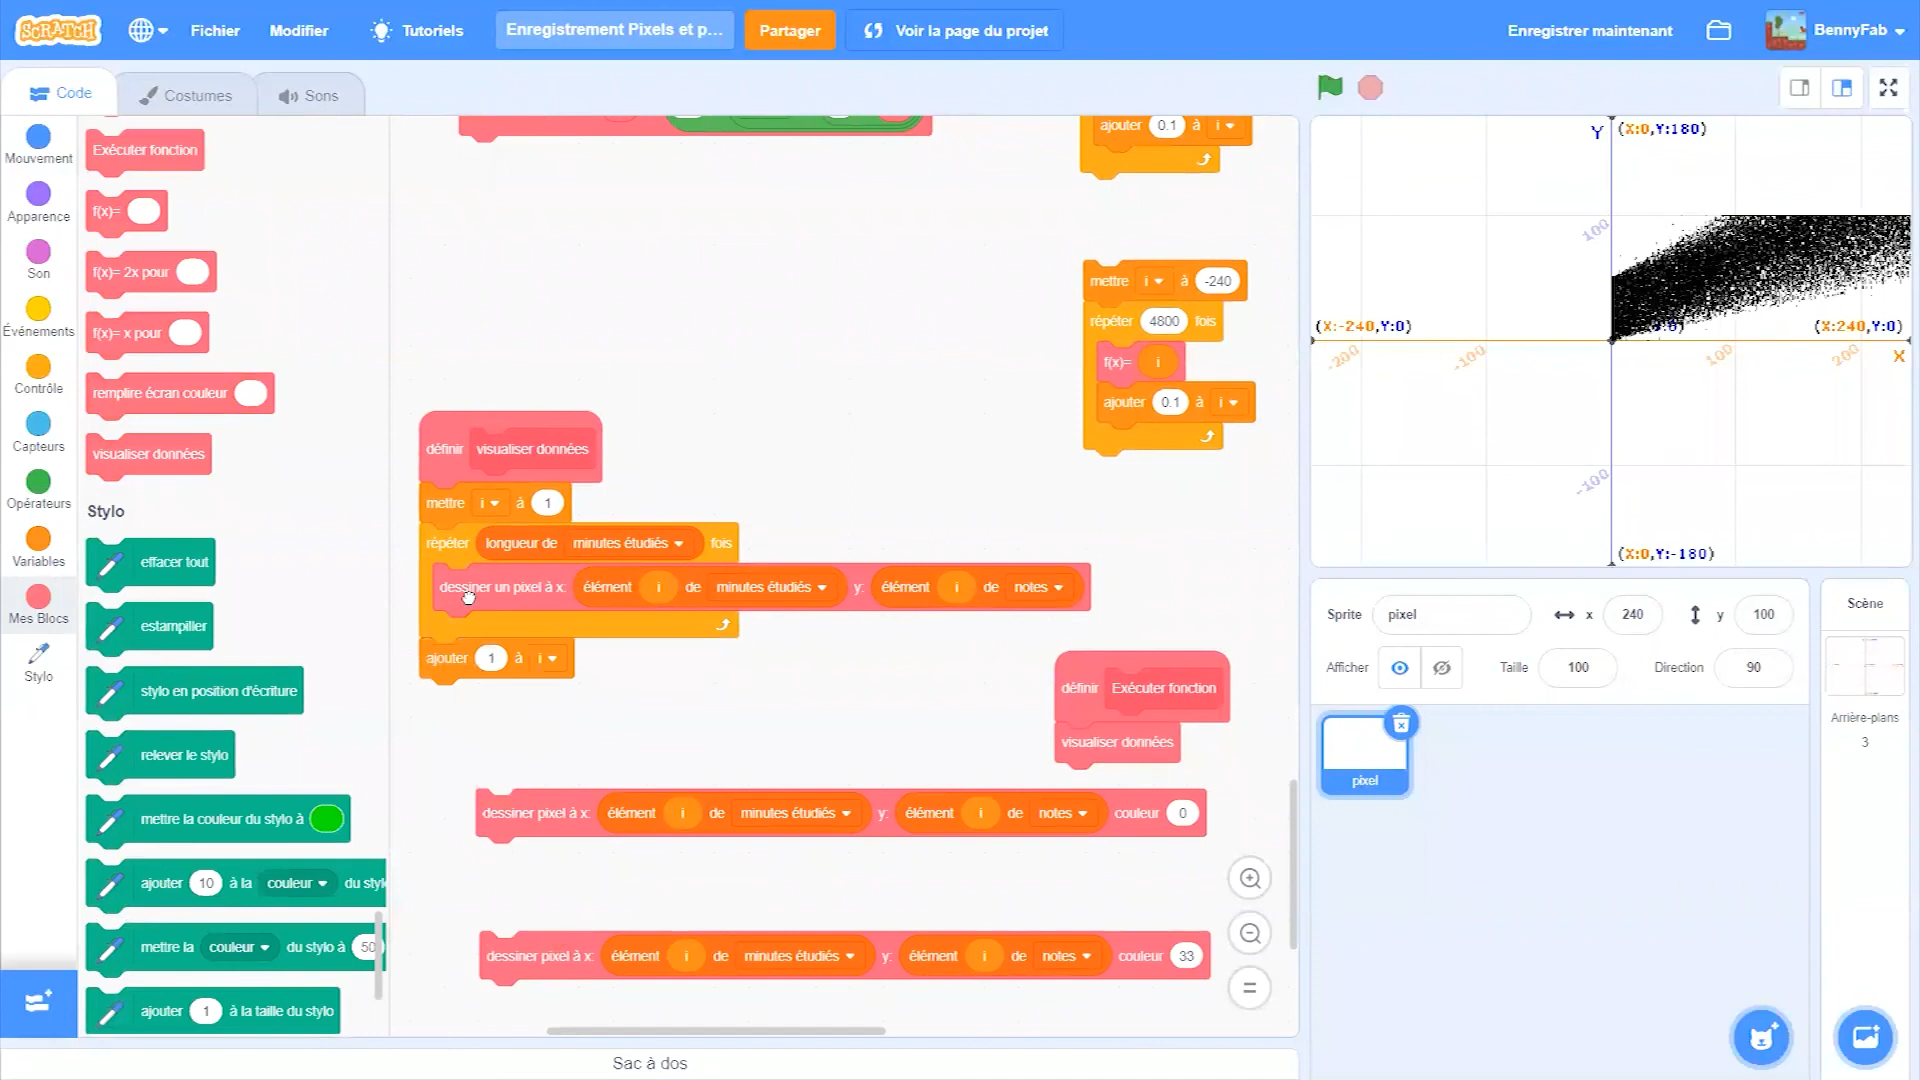 SCRATCH
Fichier
Modifier
Tutoriels
Enregistrement Pixels et p...
Partager
Voir la page du projet
Enregistrer maintenant
BennyFab
Code
Costumes
Sons
Mouvement
Apparence
Son
Événements
Contrôle
Capteurs
Opérateurs
Variables
Mes Blocs
Stylo
Exécuter fonction
f(x)=
f(x)= 2x pour
f(x)= x pour
remplire écran couleur
visualiser données
Stylo
effacer tout
estampiller
stylo en position d'écriture
relever le stylo
mettre la couleur du stylo à
ajouter 10 à la couleur du styl
mettre la couleur du stylo à 50
ajouter 1 à la taille du stylo
ajouter 0.1 à i
mettre i à -240
répéter 4800 fois
f(x)= i
ajouter 0.1 à i
définir visualiser données
mettre i à 1
répéter longueur de minutes étudiés fois
dessiner un pixel à x: élément i de minutes étudiés y: élément i de notes
ajouter 1 à i
définir Exécuter fonction
visualiser données
dessiner pixel à x: élément i de minutes étudiés y: élément i de notes couleur 0
dessiner pixel à x: élément i de minutes étudiés y: élément i de notes couleur 33
Sac à dos
Y (X:0,Y:180)
100
(X:-240,Y:0)
(X:240,Y:0)
-200
-100
100
200
X
-100
(X:0,Y:-180)
Sprite pixel x 240 y 100
Afficher Taille 100 Direction 90
pixel
Scène
Arrière-plans
3